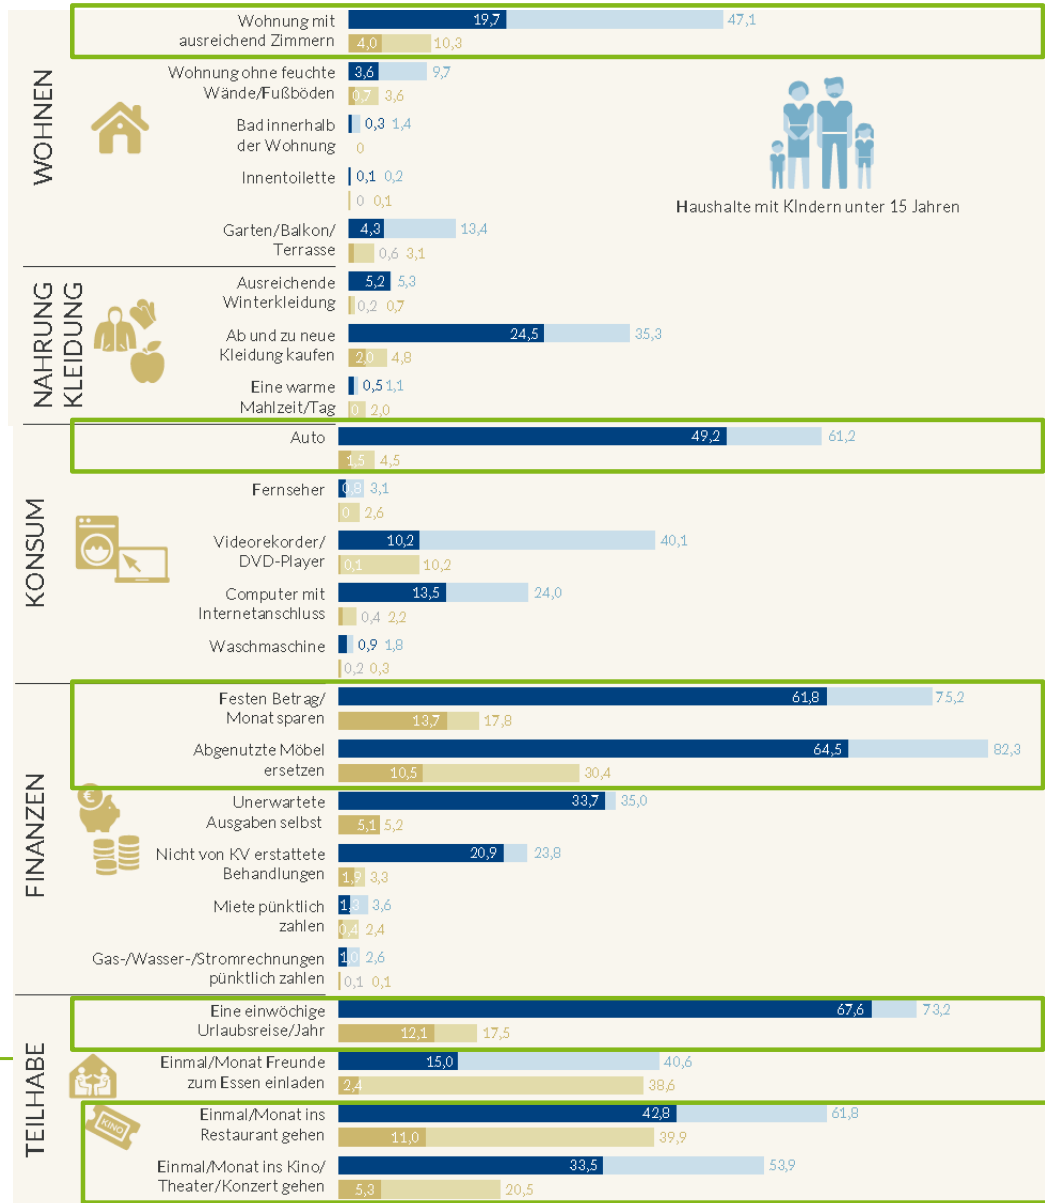 WOHNEN
Wohnung mit
ausreichend Zimmern
19,7 47,1
4,0 10,3
Wohnung ohne feuchte
Wände/Fußböden
3,6 9,7
0,7 3,6
Bad innerhalb
der Wohnung
0,3 1,4
0
Innentoilette
0,1 0,2
0 0,1
Garten/Balkon/
Terrasse
4,3 13,4
0,6 3,1
Haushalte mit KIndern unter 15 Jahren
NAHRUNG
KLEIDUNG
Ausreichende
Winterkleidung
5,2 5,3
0,2 0,7
Ab und zu neue
Kleidung kaufen
24,5 35,3
2,0 4,8
Eine warme
Mahlzeit/Tag
0,5 1,1
0 2,0
KONSUM
Auto
49,2 61,2
1,5 4,5
Fernseher
0,8 3,1
0 2,6
Videorekorder/
DVD-Player
10,2 40,1
0,1 10,2
Computer mit
Internetanschluss
13,5 24,0
0,4 2,2
Waschmaschine
0,9 1,8
0,2 0,3
FINANZEN
€
Festen Betrag/
Monat sparen
61,8 75,2
13,7 17,8
Abgenutzte Möbel
ersetzen
64,5 82,3
10,5 30,4
Unerwartete
Ausgaben selbst
33,7 35,0
5,1 5,2
Nicht von KV erstattete
Behandlungen
20,9 23,8
1,9 3,3
Miete pünktlich
zahlen
1,3 3,6
0,4 2,4
Gas-/Wasser-/Stromrechnungen
pünktlich zahlen
1,0 2,6
0,1 0,1
TEILHABE
Eine einwöchige
Urlaubsreise/Jahr
67,6 73,2
12,1 17,5
Einmal/Monat Freunde
zum Essen einladen
15,0 40,6
2,4 38,6
KINO
Einmal/Monat ins
Restaurant gehen
42,8 61,8
11,0 39,9
Einmal/Monat ins Kino/
Theater/Konzert gehen
33,5 53,9
5,3 20,5